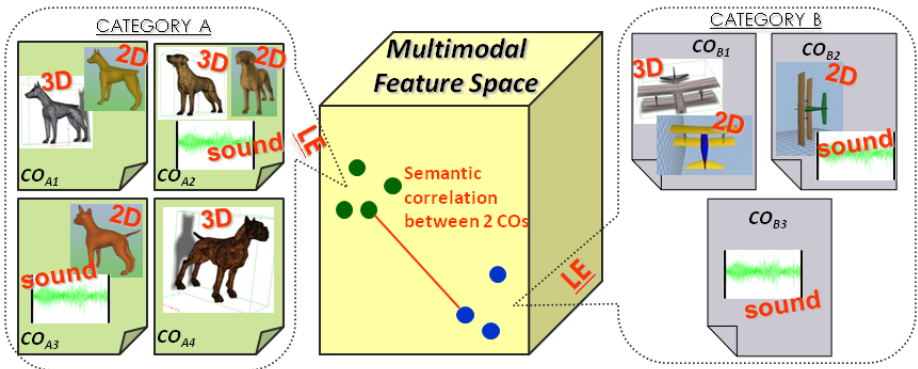 CATEGORY A
3D
2D
CO_A1
3D
2D
sound
CO_A2
2D
sound
CO_A3
3D
CO_A4
LE
Multimodal
Feature Space
Semantic
correlation
between 2 COs
LE
CATEGORY B
CO_B1
3D
2D
CO_B2
2D
sound
CO_B3
sound